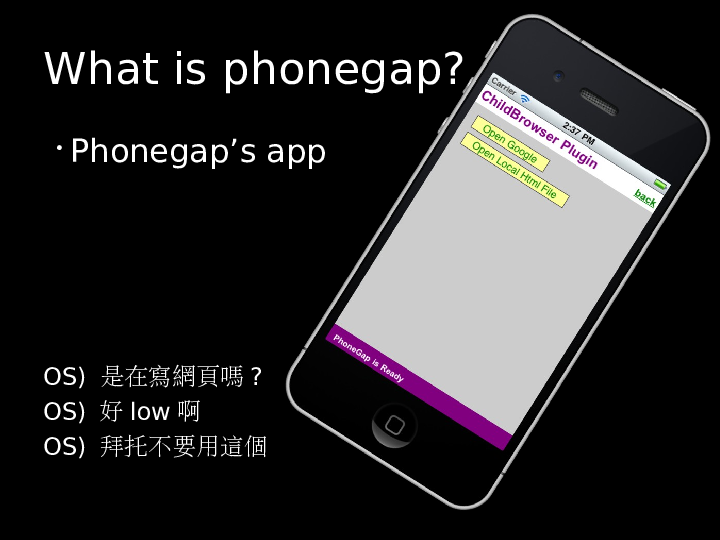 What is phonegap?
• Phonegap’s app
Carrier
2:37 PM
ChildBrowser Plugin
back
Open Google
Open Local Html File
PhoneGap is Ready
OS) 是在寫網頁嗎 ?
OS) 好 low 啊
OS) 拜托不要用這個